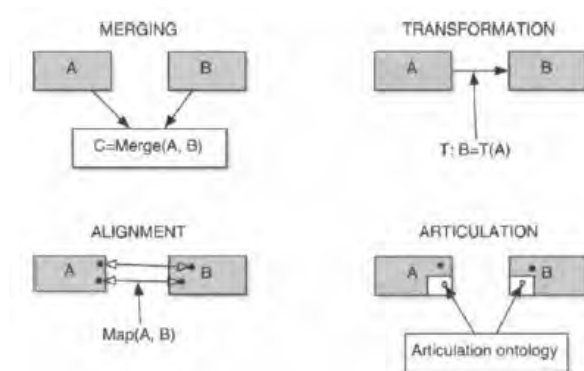 MERGING
A
B
C=Merge(A, B)
TRANSFORMATION
A
B
T: B=T(A)
ALIGNMENT
A
B
Map(A, B)
ARTICULATION
A
B
Articulation ontology